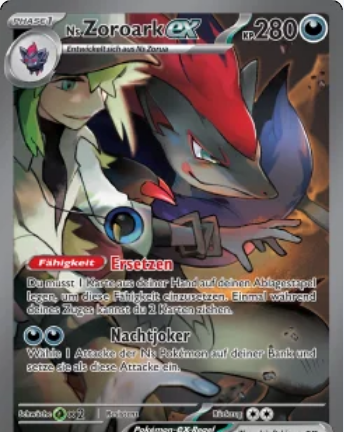 PHASE 1
Ns Zoroark ex KP 280
Entwickelt sich aus Ns Zorua
Fähigkeit Ersetzen
Du musst 1 Karte aus deiner Hand auf deinen Ablagestapel
legen, um diese Fähigkeit einzusetzen. Einmal während
deines Zuges kannst du 2 Karten ziehen.
Nachtjoker
Wähle 1 Attacke der Ns Pokémon auf deiner Bank und
setze sie als diese Attacke ein.
Schwäche ×2 Resistenz Rückzug
Pokémon-ex-Regel